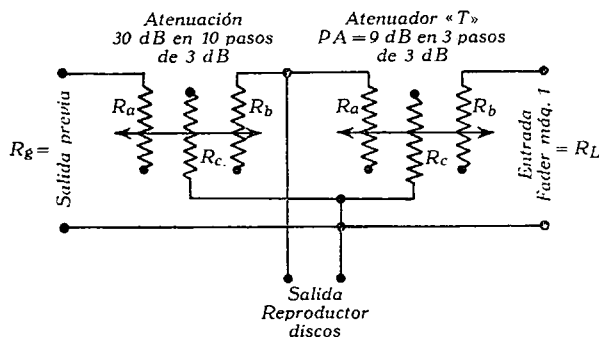 Atenuación
30 dB en 10 pasos
de 3 dB
Atenuador «T»
PA = 9 dB en 3 pasos
de 3 dB
Ra
Rb
Rc.
Ra
Rb
Rc
Rg =
Salida previa
Entrada
Fader máq. 1
= RL
Salida
Reproductor
discos